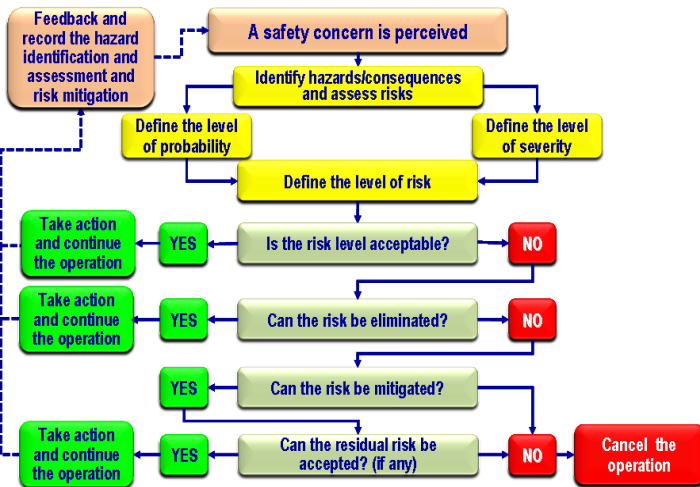 Feedback and
record the hazard
identification and
assessment and
risk mitigation
A safety concern is perceived
Identify hazards/consequences
and assess risks
Define the level
of probability
Define the level
of severity
Define the level of risk
Take action
and continue
the operation
YES
Is the risk level acceptable?
NO
Take action
and continue
the operation
YES
Can the risk be eliminated?
NO
YES
Can the risk be mitigated?
Take action
and continue
the operation
YES
Can the residual risk be
accepted? (if any)
NO
Cancel the
operation